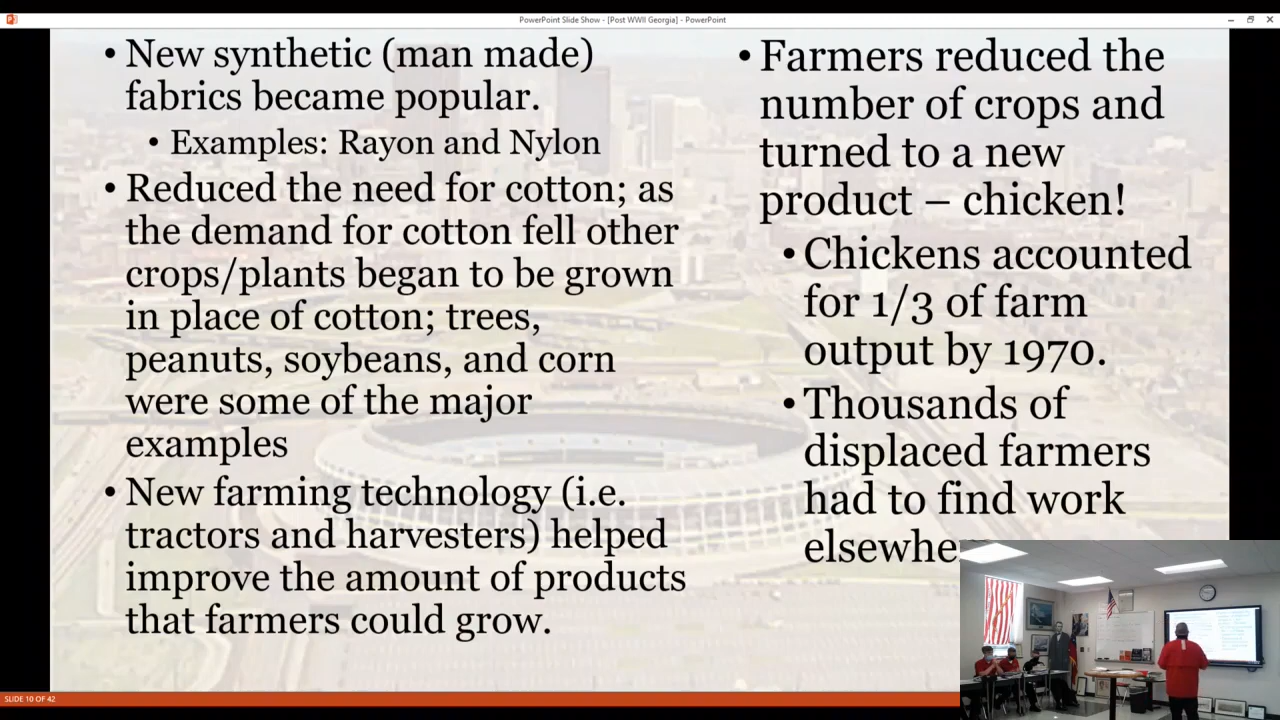 PowerPoint Slide Show - [Post WWII Georgia] - PowerPoint
• New synthetic (man made)
fabrics became popular.
• Examples: Rayon and Nylon
• Reduced the need for cotton; as
the demand for cotton fell other
crops/plants began to be grown
in place of cotton; trees,
peanuts, soybeans, and corn
were some of the major
examples
• New farming technology (i.e.
tractors and harvesters) helped
improve the amount of products
that farmers could grow.
• Farmers reduced the
number of crops and
turned to a new
product – chicken!
• Chickens accounted
for 1/3 of farm
output by 1970.
• Thousands of
displaced farmers
had to find work
SLIDE 10 OF 42